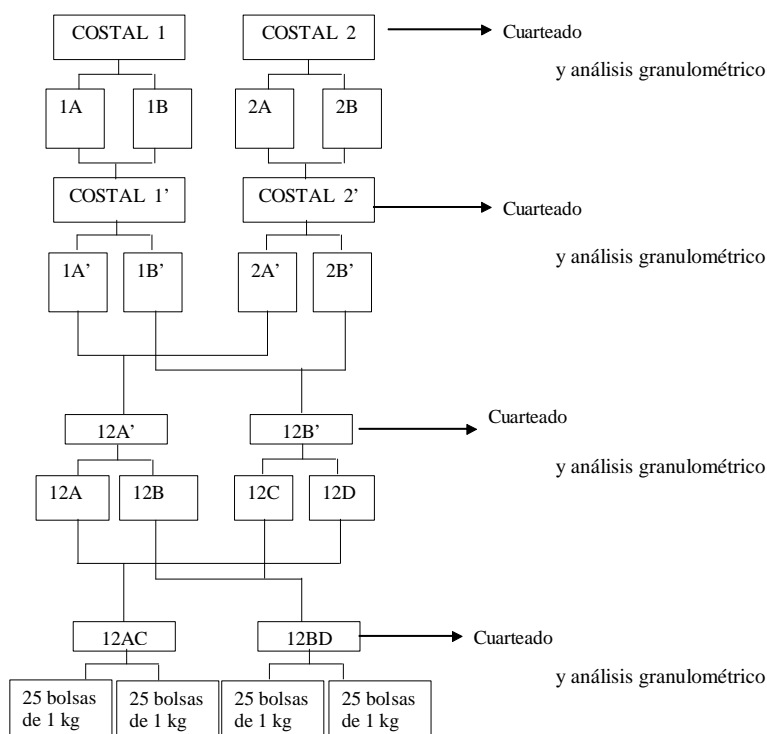 COSTAL 1
COSTAL 2
Cuarteado
y análisis granulométrico
1A
1B
2A
2B
COSTAL 1’
COSTAL 2’
Cuarteado
y análisis granulométrico
1A’
1B’
2A’
2B’
12A’
12B’
Cuarteado
y análisis granulométrico
12A
12B
12C
12D
12AC
12BD
Cuarteado
y análisis granulométrico
25 bolsas
de 1 kg
25 bolsas
de 1 kg
25 bolsas
de 1 kg
25 bolsas
de 1 kg